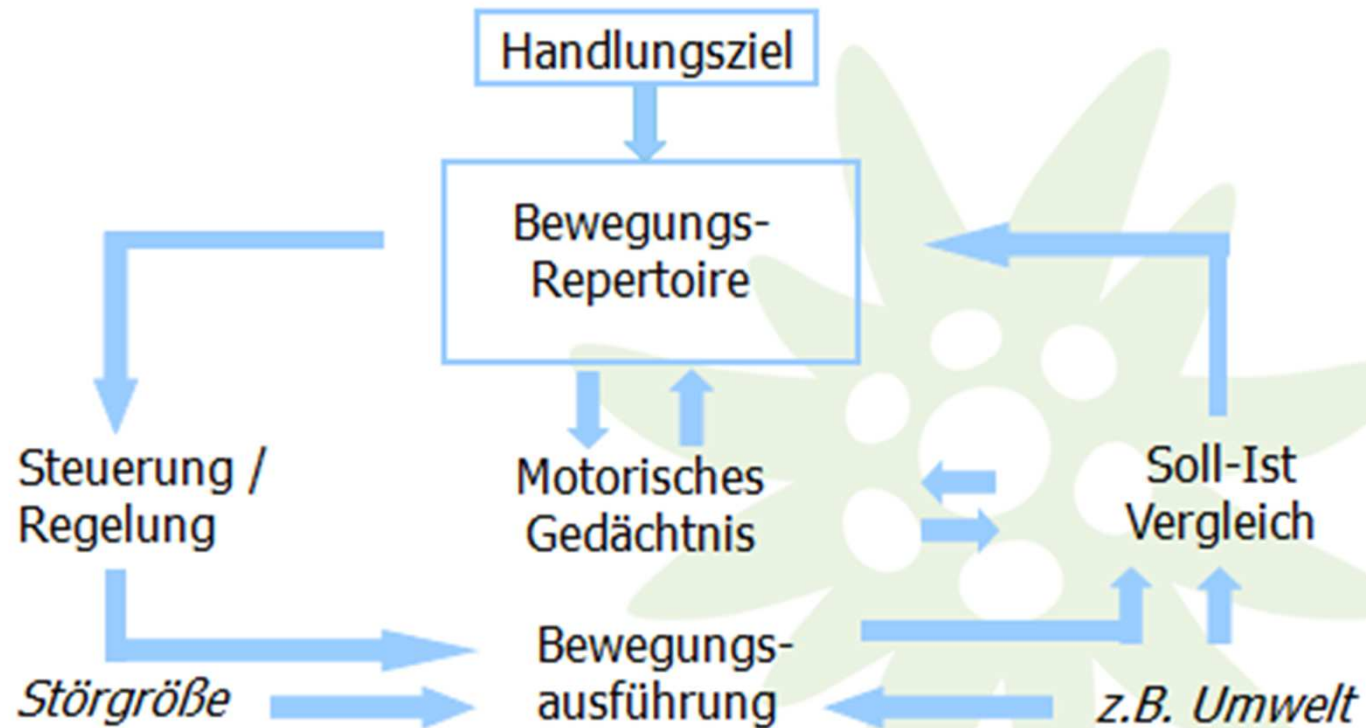 Handlungsziel
Bewegungs-
Repertoire
Steuerung /
Regelung
Motorisches
Gedächtnis
Soll-Ist
Vergleich
Bewegungs-
ausführung
Störgröße
z.B. Umwelt